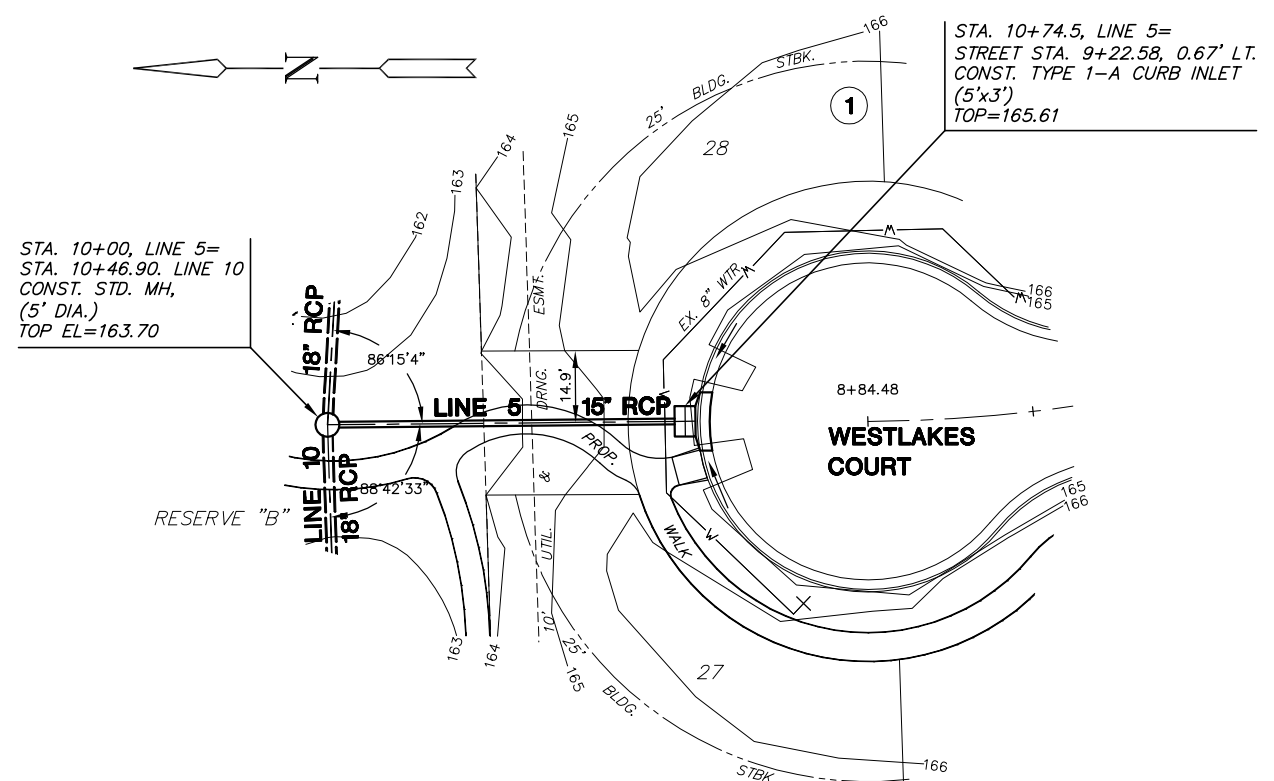 N
STA. 10+74.5, LINE 5=
STREET STA. 9+22.58, 0.67' LT.
CONST. TYPE 1-A CURB INLET
(5'x3')
TOP=165.61
STA. 10+00, LINE 5=
STA. 10+46.90. LINE 10
CONST. STD. MH,
(5' DIA.)
TOP EL=163.70
166
STBK.
BLDG.
25'
1
28
165
164
163
162
ESMT.
EX. 8" WTR.
W
W
W
166
165
18" RCP
86°15'4"
DRNG.
14.9'
LINE 5 15" RCP
W
8+84.48
WESTLAKES
COURT
PROP.
&
LINE 10
18" RCP
88°42'33"
RESERVE "B"
UTIL.
10'
WALK
W
165
166
163
164
165
25'
BLDG.
27
STBK
166